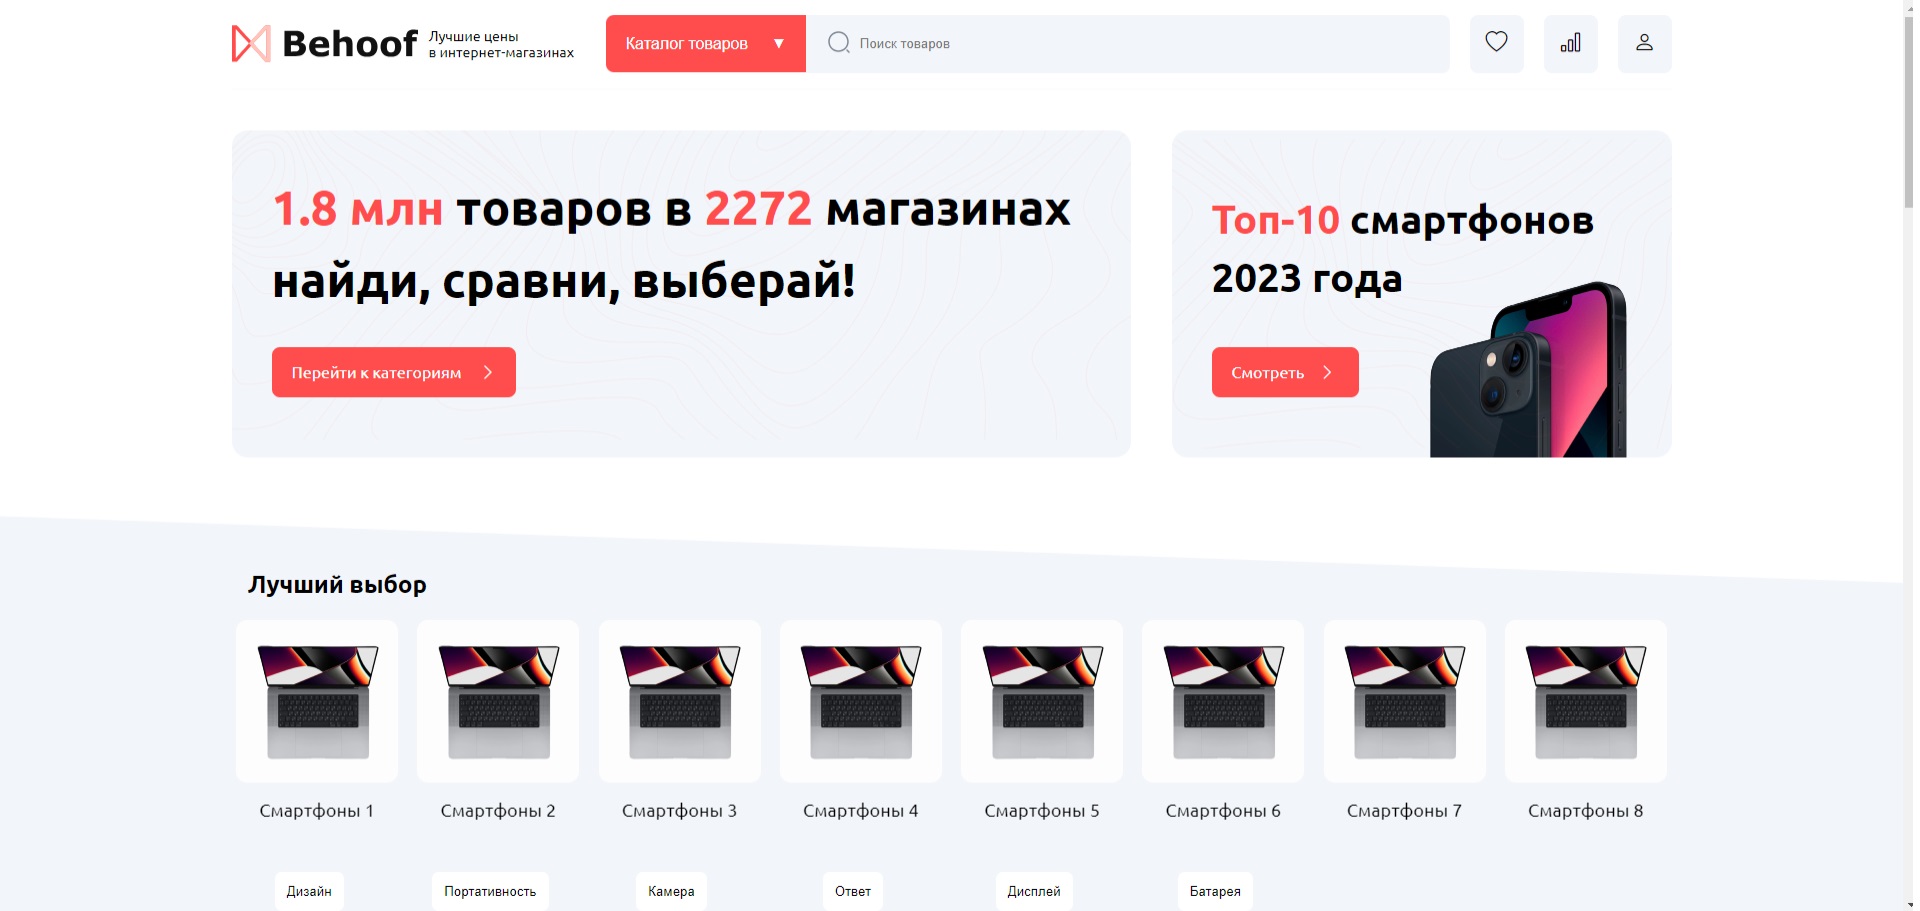 Behoof
Лучшие цены
в интернет-магазинах
Каталог товаров
Поиск товаров
1.8 млн товаров в 2272 магазинах
найди, сравни, выберай!
Перейти к категориям
Топ-10 смартфонов
2023 года
Смотреть
Лучший выбор
Смартфоны 1
Смартфоны 2
Смартфоны 3
Смартфоны 4
Смартфоны 5
Смартфоны 6
Смартфоны 7
Смартфоны 8
Дизайн
Портативность
Камера
Ответ
Дисплей
Батарея